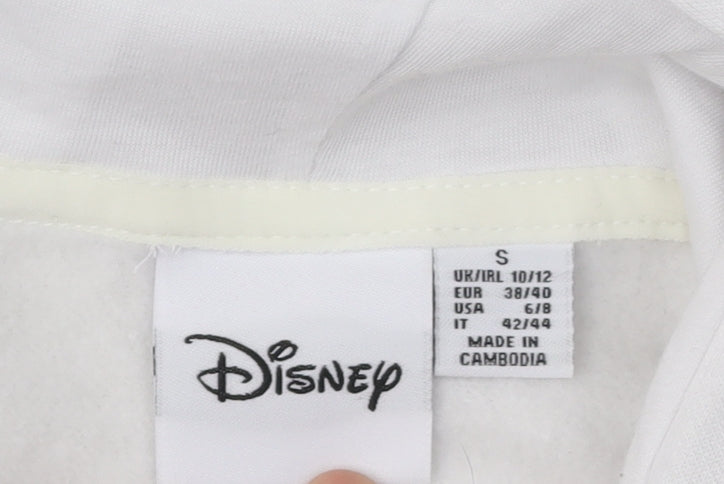 Disney
S
UK/IRL 10/12
EUR 38/40
USA 6/8
IT 42/44
MADE IN
CAMBODIA